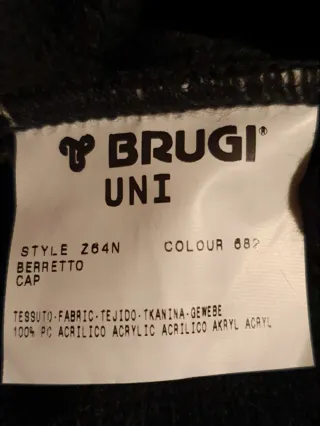 BRUGI®
UNI
STYLE Z64N COLOUR 682
BERRETTO
CAP
TESSUTO-FABRIC-TEJIDO-TKANINA-GEWEBE
100% PC ACRILICO ACRYLIC ACRILICO AKRYL ACRYL